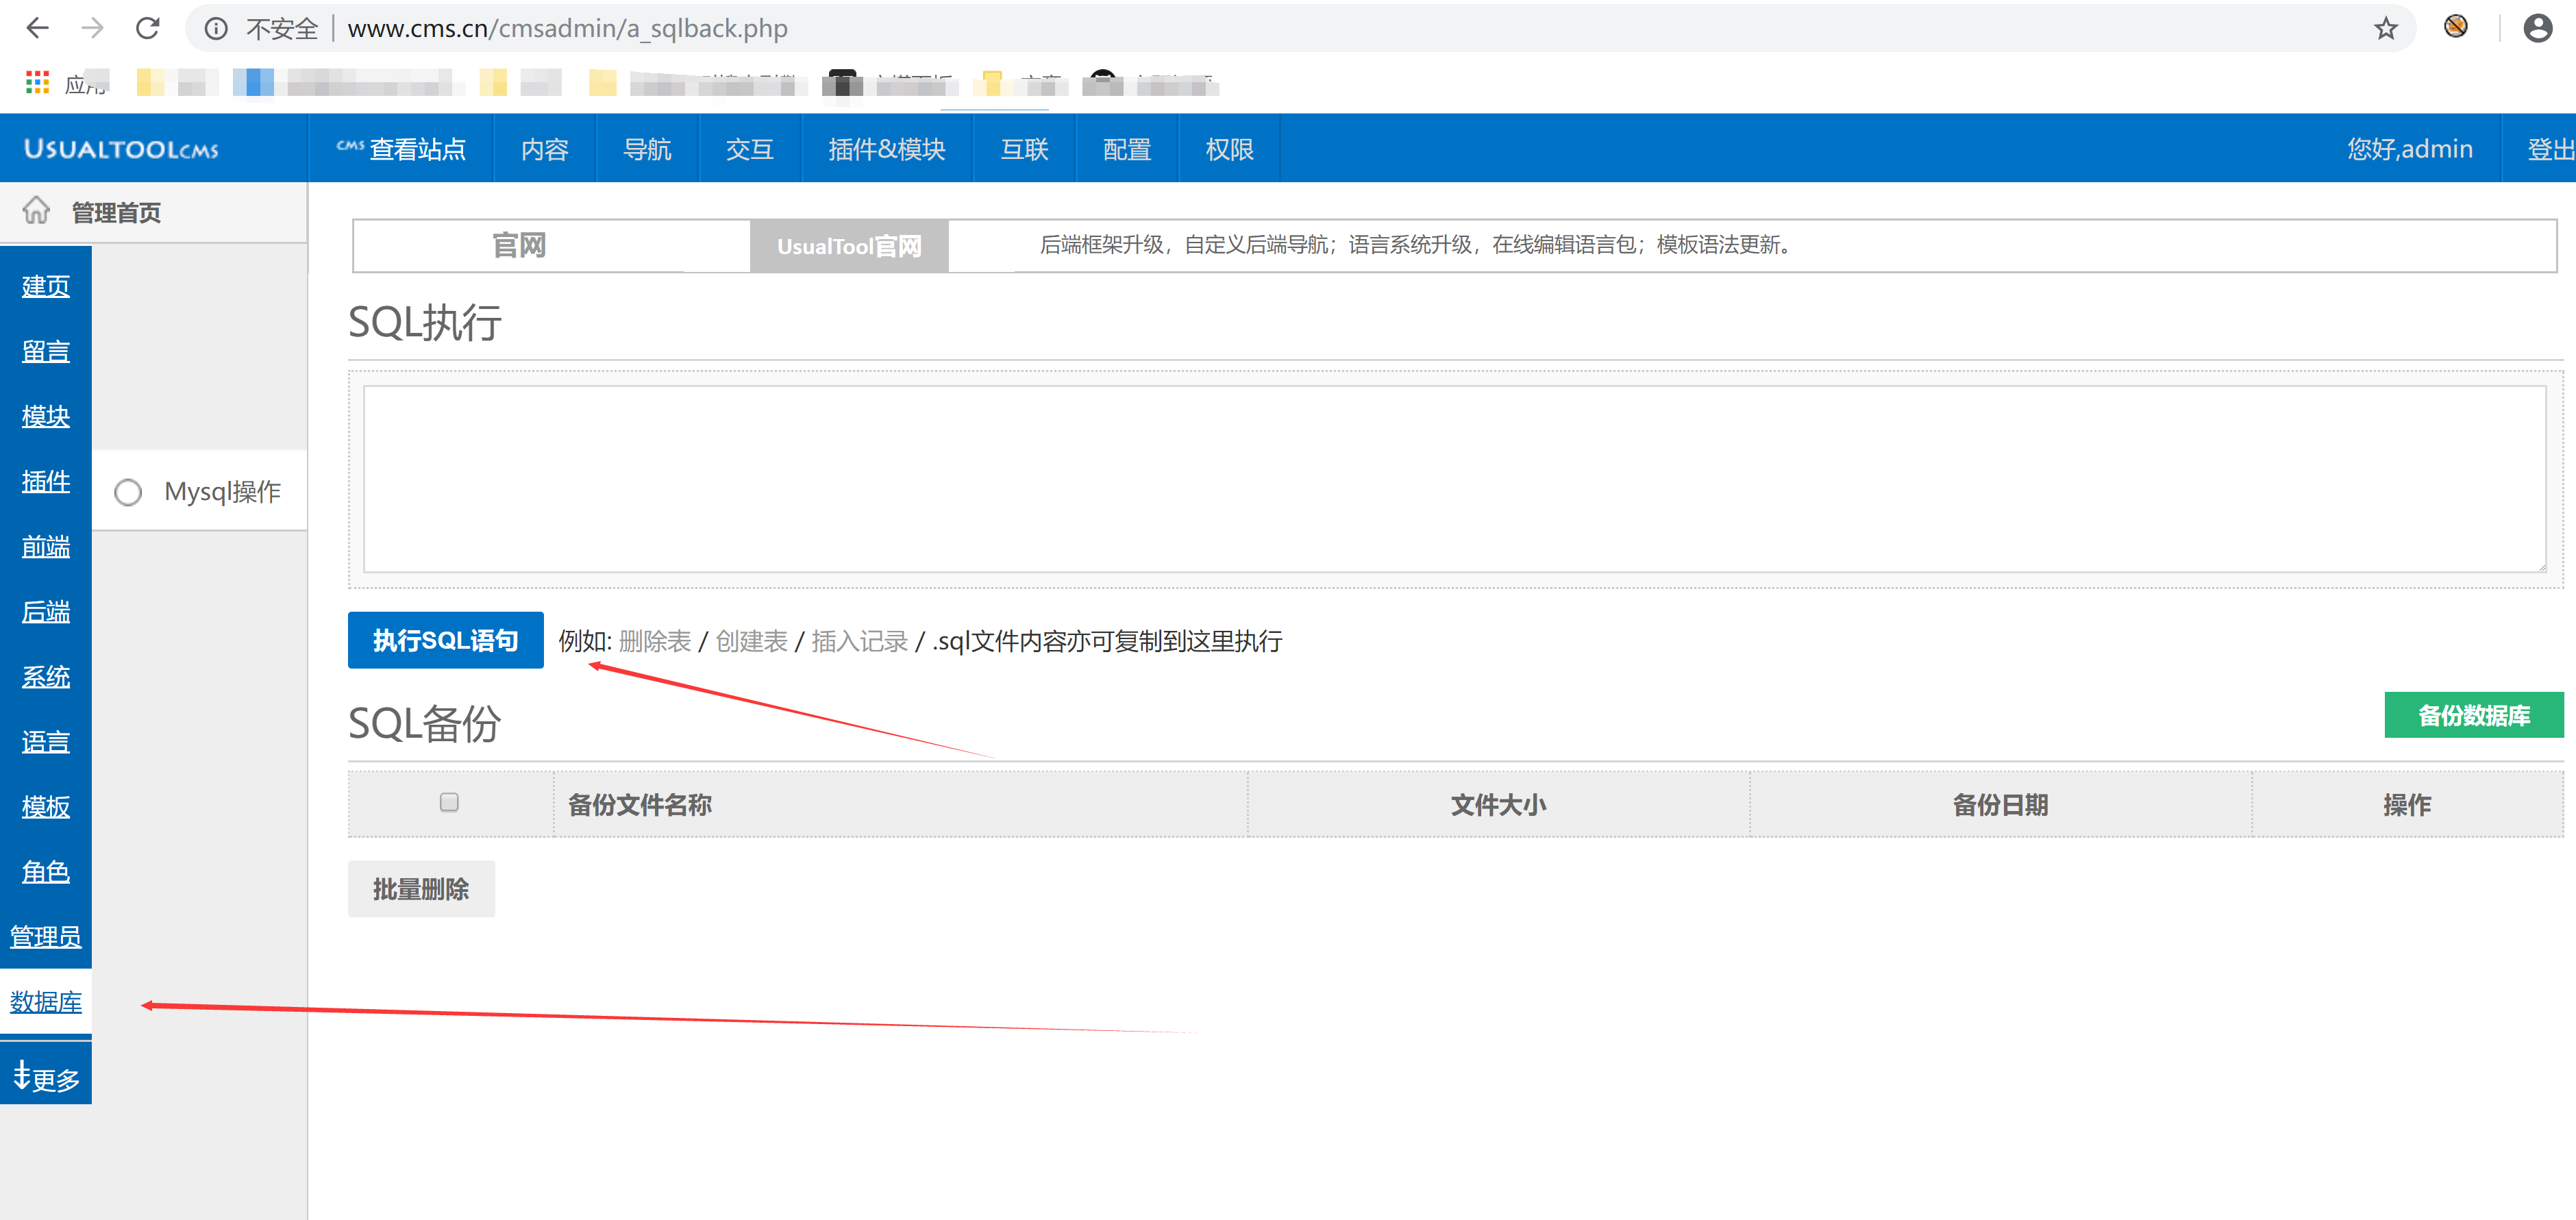 不安全 www.cms.cn/cmsadmin/a_sqlback.php
应用
USUALTOOLCMS CMS 查看站点 内容 导航 交互 插件&模块 互联 配置 权限 您好,admin 登出
管理首页
官网 UsualTool官网 后端框架升级，自定义后端导航；语言系统升级，在线编辑语言包；模板语法更新。
建页
留言
模块
插件
前端
后端
系统
语言
模板
角色
管理员
数据库
更多
Mysql操作
SQL执行
执行SQL语句 例如: 删除表 / 创建表 / 插入记录 / .sql文件内容亦可复制到这里执行
SQL备份 备份数据库
备份文件名称 文件大小 备份日期 操作
批量删除